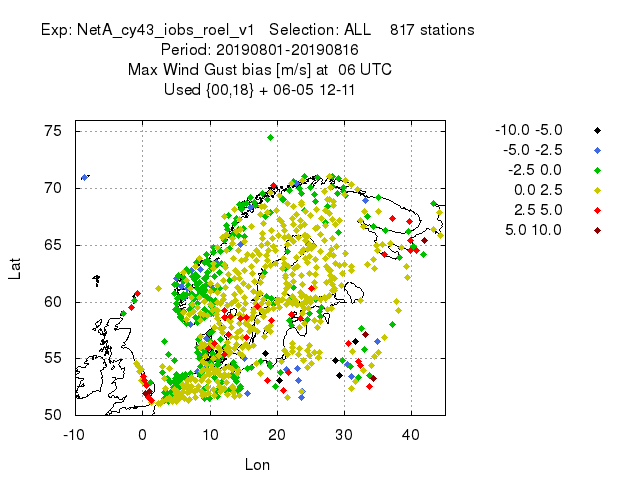 Exp: NetA_cy43_iobs_roel_v1   Selection: ALL    817 stations
Period: 20190801-20190816
Max Wind Gust bias [m/s] at  06 UTC
Used {00,18} + 06-05 12-11
-10.0 -5.0
-5.0 -2.5
-2.5 0.0
0.0 2.5
2.5 5.0
5.0 10.0
75
70
65
60
55
50
Lat
-10 0 10 20 30 40
Lon